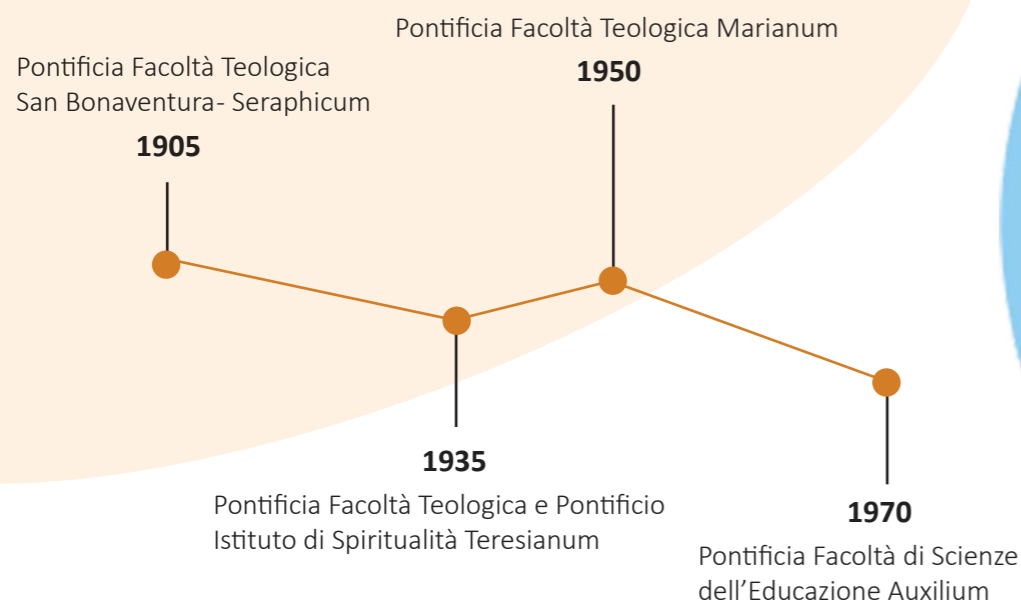 Pontificia Facoltà Teologica
San Bonaventura- Seraphicum
1905
Pontificia Facoltà Teologica e Pontificio
Istituto di Spiritualità Teresianum
1935
Pontificia Facoltà Teologica Marianum
1950
1970
Pontificia Facoltà di Scienze
dell’Educazione Auxilium